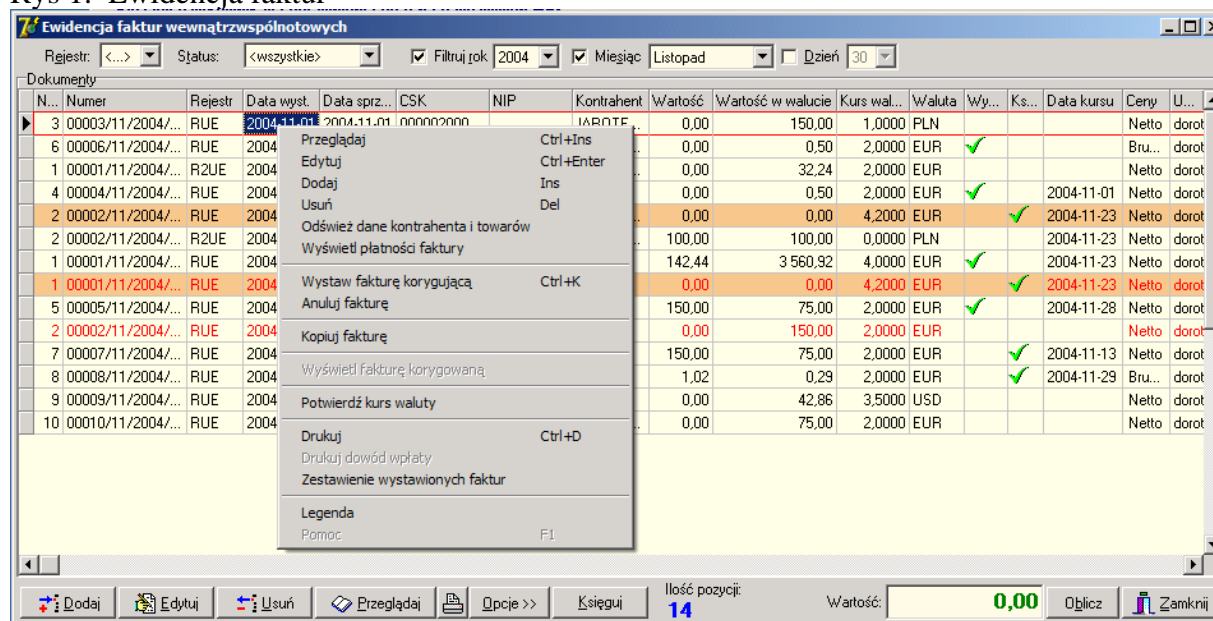 Rys 1. Ewidencja faktur
Ewidencja faktur wewnątrzwspólnotowych
Rejestr: <...> Status: <wszystkie> Filtruj rok 2004 Miesiąc Listopad Dzień 30
Dokumenty
N... Numer Rejestr Data wyst. Data sprz... CSK NIP Kontrahent Wartość Wartość w walucie Kurs wal... Waluta Wy... Ks... Data kursu Ceny U...
3 00003/11/2004/... RUE 2004-11-01 2004-11-01 000002000 JABOTE... 0,00 150,00 1,0000 PLN Netto dorot
6 00006/11/2004/... RUE 2004 0,00 0,50 2,0000 EUR Bru... dorot
1 00001/11/2004/... R2UE 2004 0,00 32,24 2,0000 EUR Netto dorot
4 00004/11/2004/... RUE 2004 0,00 0,50 2,0000 EUR 2004-11-01 Netto dorot
2 00002/11/2004/... RUE 2004 0,00 0,00 4,2000 EUR 2004-11-23 Netto dorot
2 00002/11/2004/... R2UE 2004 100,00 100,00 0,0000 PLN 2004-11-23 Netto dorot
1 00001/11/2004/... RUE 2004 142,44 3 560,92 4,0000 EUR 2004-11-23 Netto dorot
1 00001/11/2004/... RUE 2004 0,00 0,00 4,2000 EUR 2004-11-23 Netto dorot
5 00005/11/2004/... RUE 2004 150,00 75,00 2,0000 EUR 2004-11-28 Netto dorot
2 00002/11/2004/... RUE 2004 0,00 150,00 2,0000 EUR Netto dorot
7 00007/11/2004/... RUE 2004 150,00 75,00 2,0000 EUR 2004-11-13 Netto dorot
8 00008/11/2004/... RUE 2004 1,02 0,29 2,0000 EUR 2004-11-29 Bru... dorot
9 00009/11/2004/... RUE 2004 0,00 42,86 3,5000 USD Netto dorot
10 00010/11/2004/... RUE 2004 0,00 75,00 2,0000 EUR Netto dorot
Przeglądaj Ctrl+Ins
Edytuj Ctrl+Enter
Dodaj Ins
Usuń Del
Odśwież dane kontrahenta i towarów
Wyświetl płatności faktury
Wystaw fakturę korygującą Ctrl+K
Anuluj fakturę
Kopiuj fakturę
Wyświetl fakturę korygowaną
Potwierdź kurs waluty
Drukuj Ctrl+D
Drukuj dowód wpłaty
Zestawienie wystawionych faktur
Legenda
Pomoc F1
Dodaj Edytuj Usuń Przeglądaj Opcje >> Księguj Ilość pozycji: Wartość: 0,00 Oblicz Zamknij
14